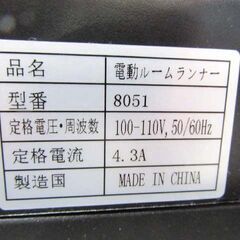 品名 電動ルームランナー
型番 8051
定格電圧・周波数 100-110V,50/60Hz
定格電流 4.3A
製造国 MADE IN CHINA